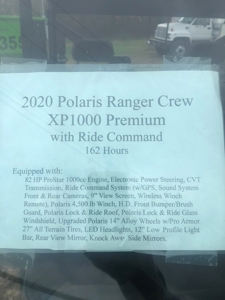 355
2020 Polaris Ranger Crew
XP1000 Premium
with Ride Command
162 Hours
Equipped with:
82 HP ProStar 1000cc Engine, Electronic Power Steering, CVT
Transmission, Ride Command System (w/GPS, Sound System
Front & Rear Cameras, 9" View Screen, Wireless Winch
Remote), Polaris 4,500 lb Winch, H.D. Front Bumper/Brush
Guard, Polaris Lock & Ride Roof, Polaris Lock & Ride Glass
Windshield, Upgraded Polaris 14" Alloy Wheels w/Pro Armor
27" All Terrain Tires, LED Headlights, 12" Low Profile Light
Bar, Rear View Mirror, Knock Away Side Mirrors.